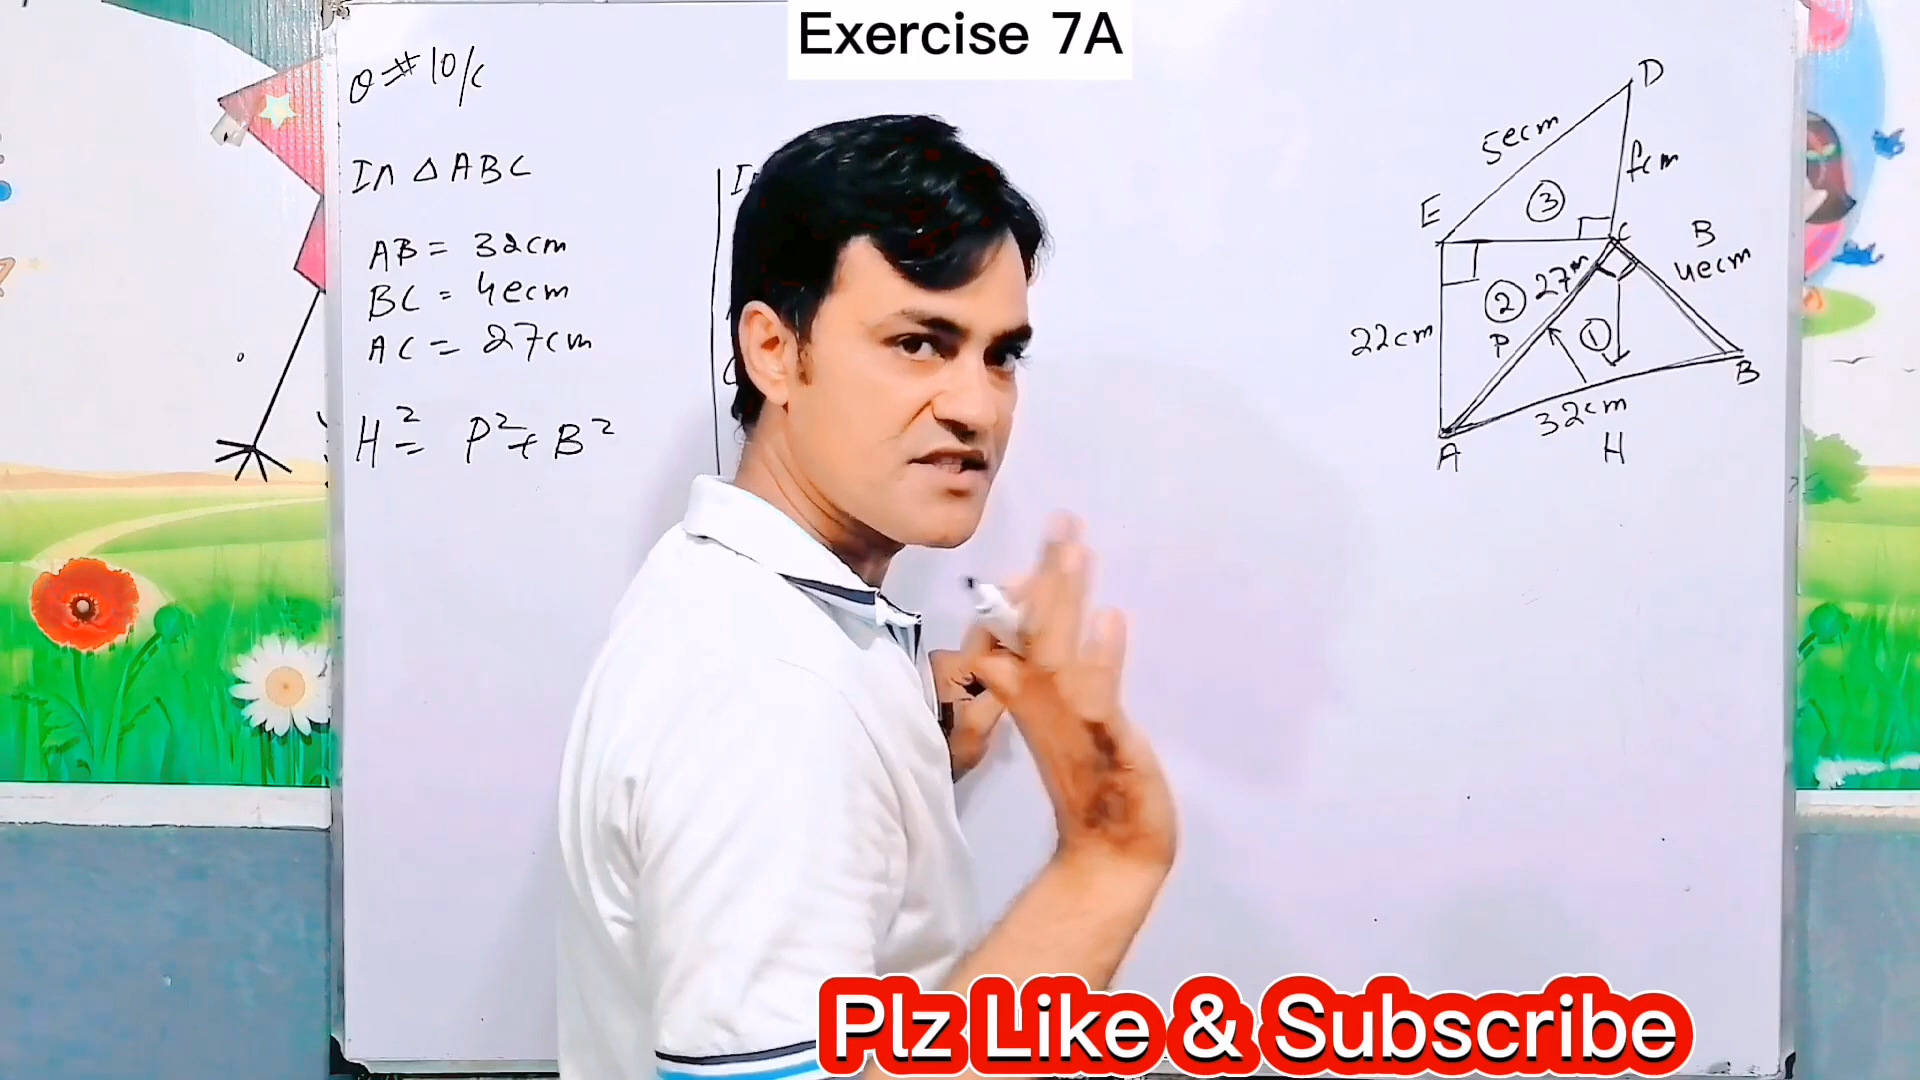 Exercise 7A
Q# 10/c
In △ ABC
AB = 32cm
BC = 4ecm
AC = 27cm
H² = P² + B²
D
5ecm
fcm
E
3
C
B
4ecm
27m
2
22cm
P
1
B
32cm
A
H
Plz Like & Subscribe